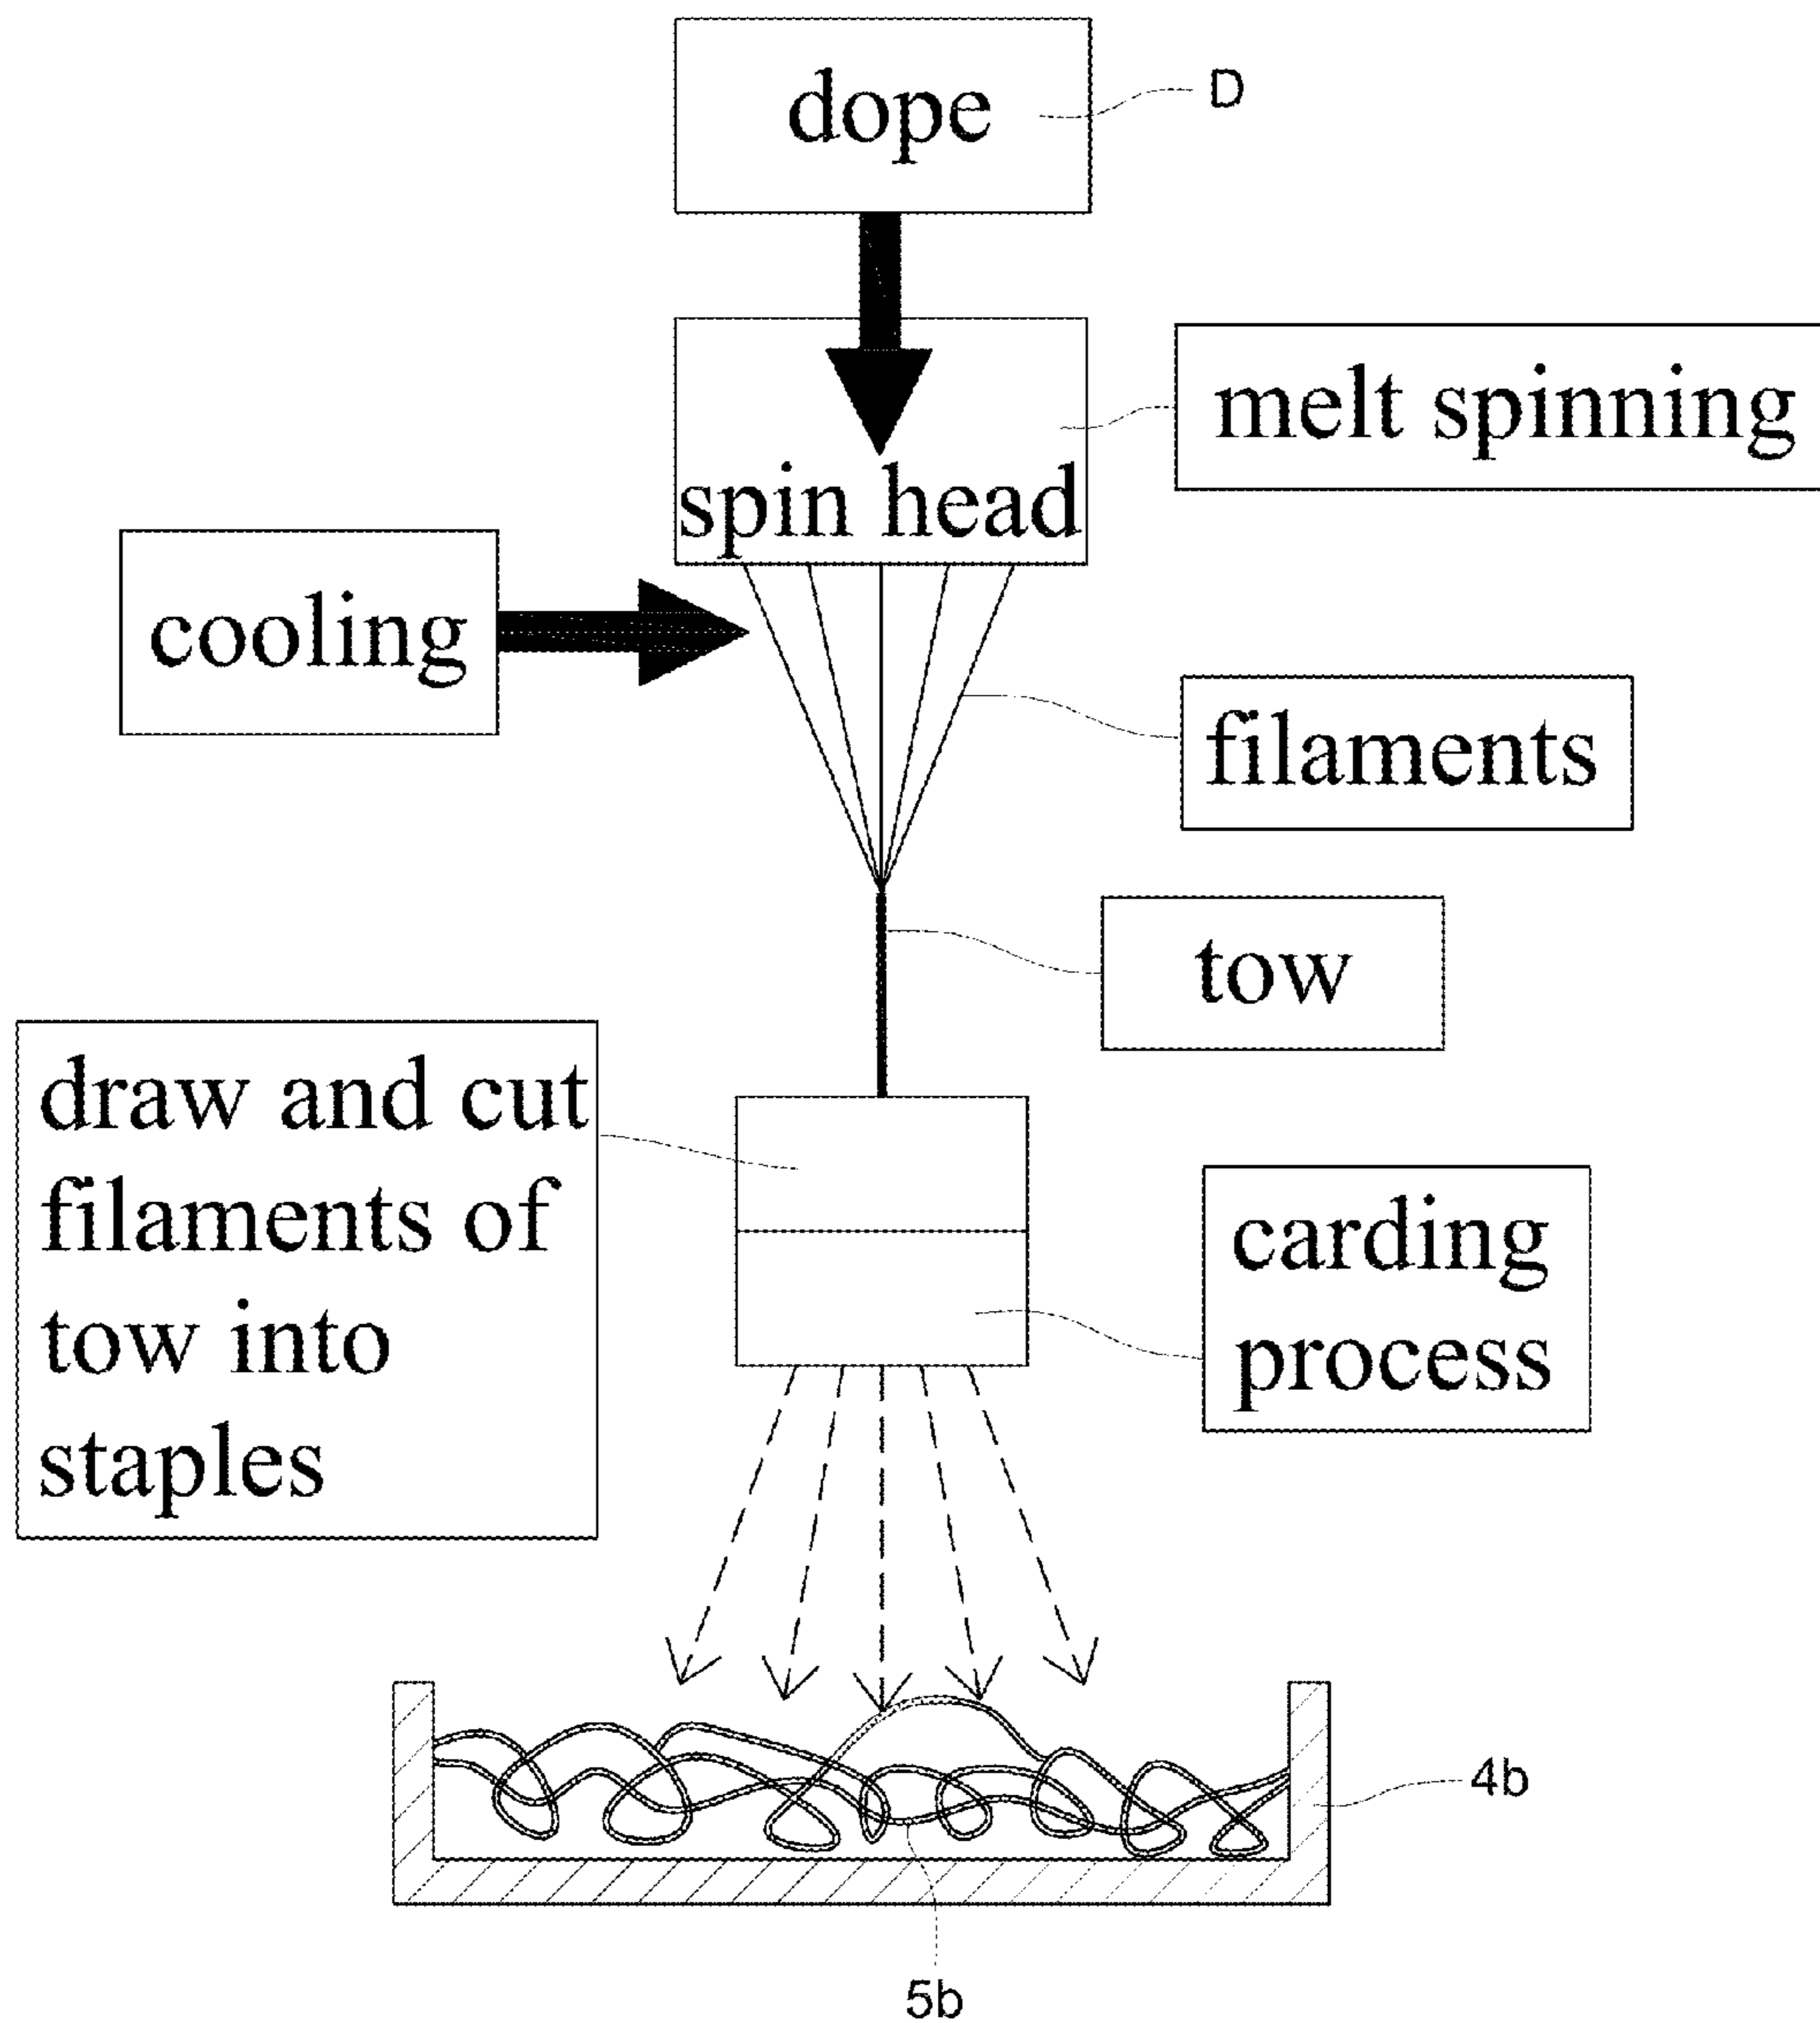 dope
D
melt spinning
spin head
cooling
filaments
tow
draw and cut
filaments of
tow into
staples
carding
process
4b
5b